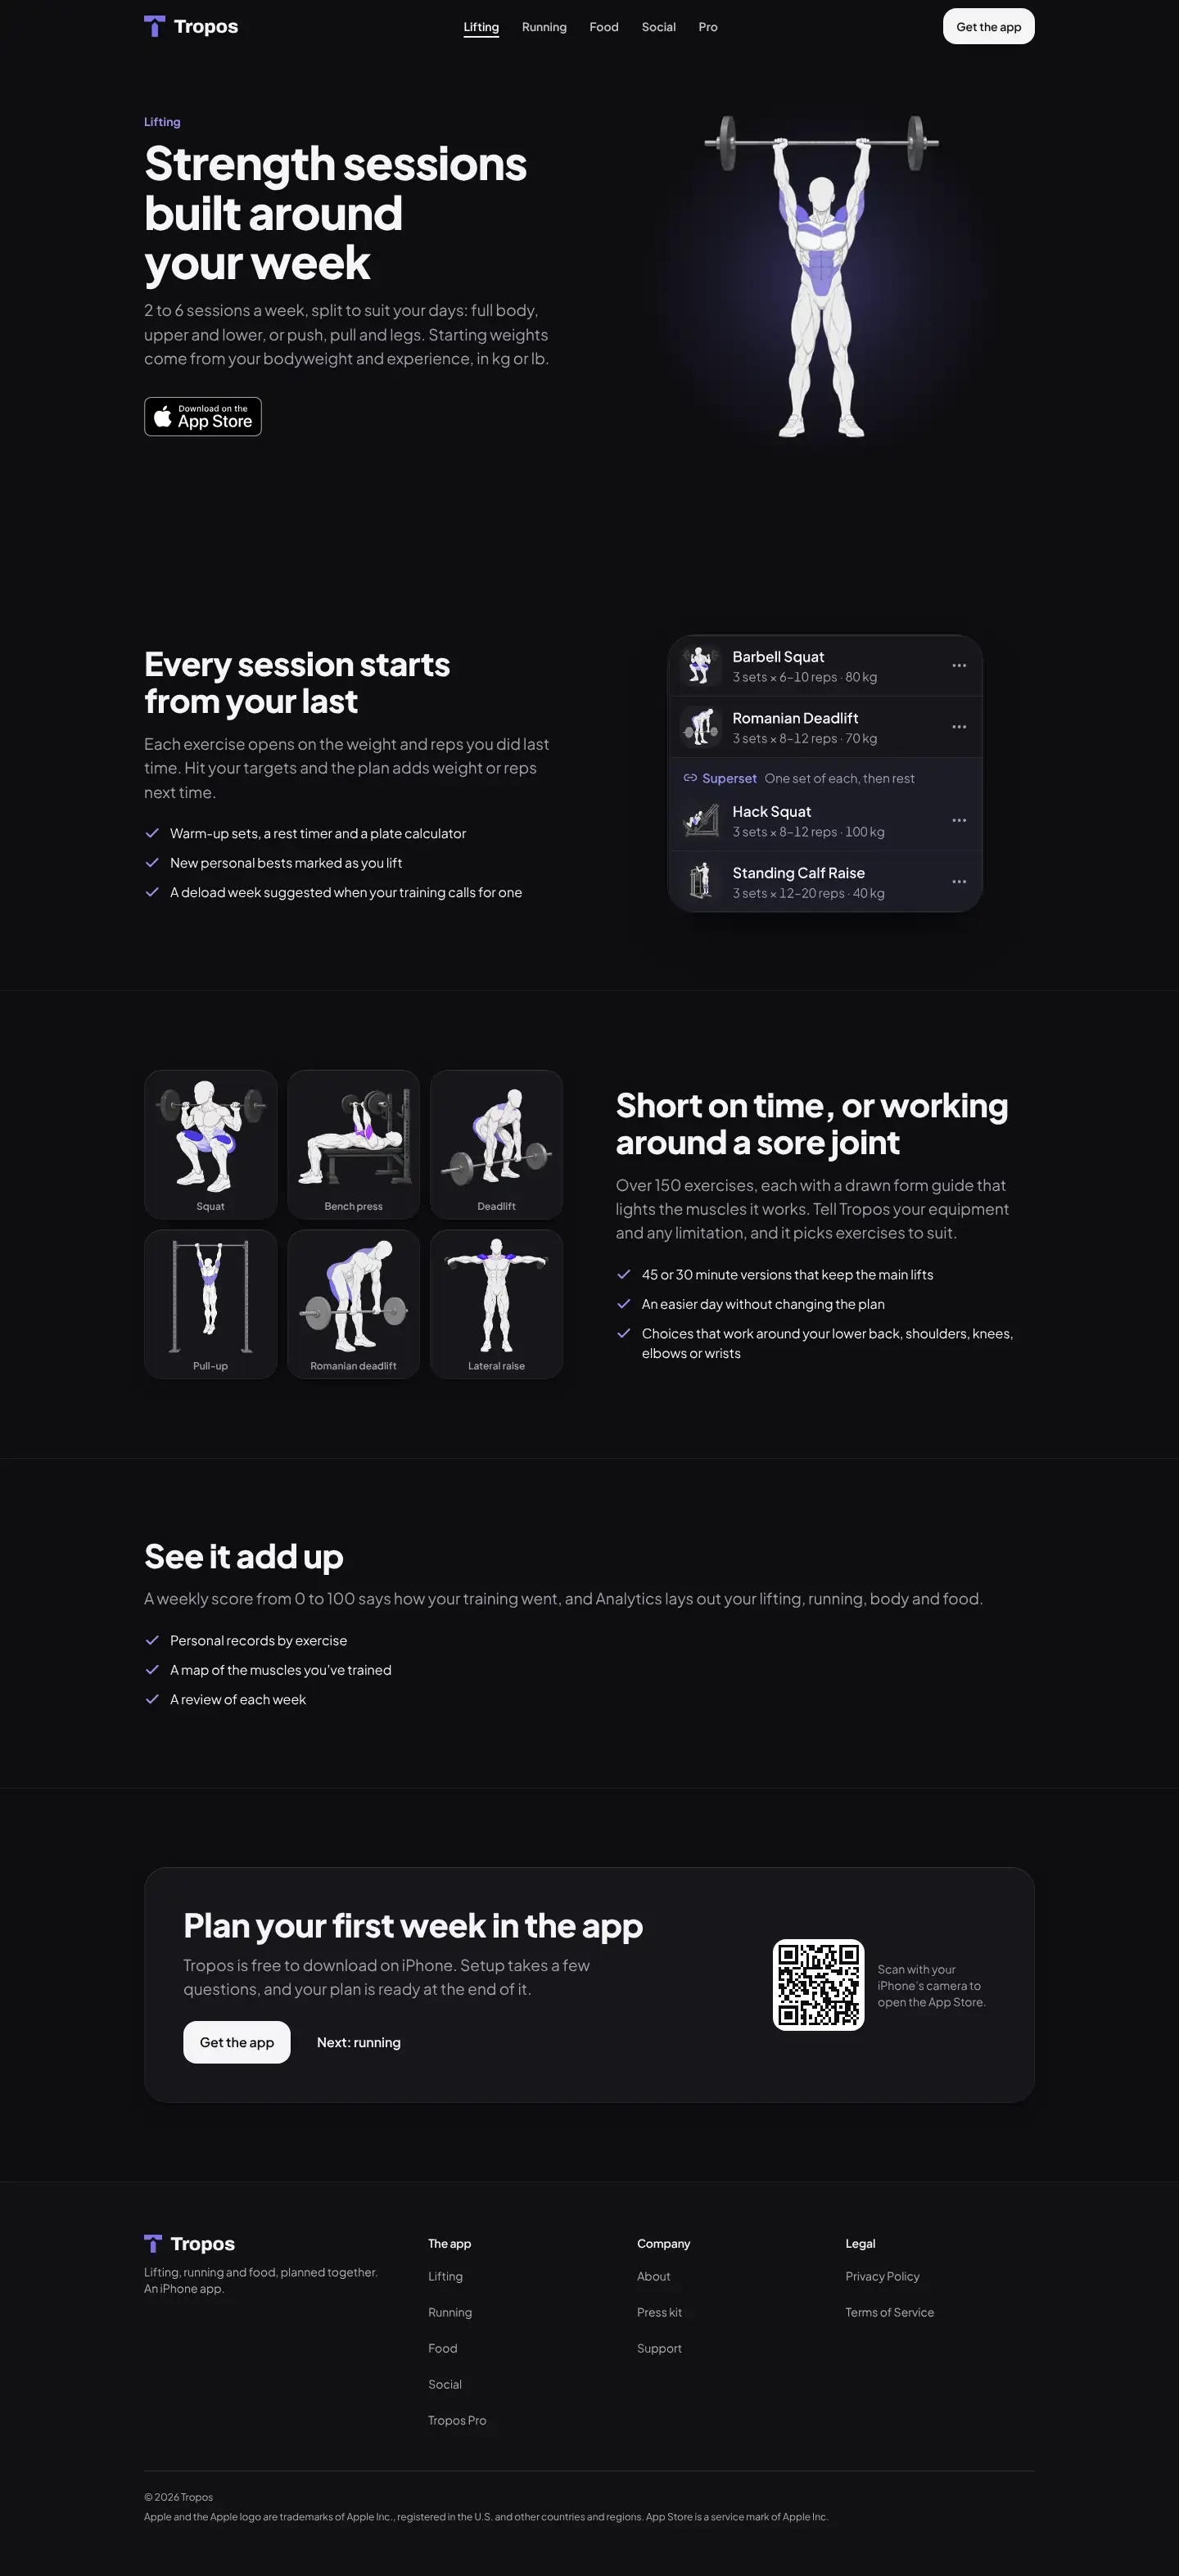 Tropos
Lifting
Running
Food
Social
Pro
Get the app
Lifting
Strength sessions
built around
your week
2 to 6 sessions a week, split to suit your days: full body,
upper and lower, or push, pull and legs. Starting weights
come from your bodyweight and experience, in kg or lb.
Download on the
App Store
Every session starts
from your last
Each exercise opens on the weight and reps you did last
time. Hit your targets and the plan adds weight or reps
next time.
Warm-up sets, a rest timer and a plate calculator
New personal bests marked as you lift
A deload week suggested when your training calls for one
Barbell Squat
3 sets × 6–10 reps · 80 kg
Romanian Deadlift
3 sets × 8–12 reps · 70 kg
Superset One set of each, then rest
Hack Squat
3 sets × 8–12 reps · 100 kg
Standing Calf Raise
3 sets × 12–20 reps · 40 kg
Squat
Bench press
Deadlift
Pull-up
Romanian deadlift
Lateral raise
Short on time, or working
around a sore joint
Over 150 exercises, each with a drawn form guide that
lights the muscles it works. Tell Tropos your equipment
and any limitation, and it picks exercises to suit.
45 or 30 minute versions that keep the main lifts
An easier day without changing the plan
Choices that work around your lower back, shoulders, knees,
elbows or wrists
See it add up
A weekly score from 0 to 100 says how your training went, and Analytics lays out your lifting, running, body and food.
Personal records by exercise
A map of the muscles you've trained
A review of each week
Plan your first week in the app
Tropos is free to download on iPhone. Setup takes a few
questions, and your plan is ready at the end of it.
Get the app
Next: running
Scan with your
iPhone's camera to
open the App Store.
Tropos
Lifting, running and food, planned together.
An iPhone app.
The app
Lifting
Running
Food
Social
Tropos Pro
Company
About
Press kit
Support
Legal
Privacy Policy
Terms of Service
© 2026 Tropos
Apple and the Apple logo are trademarks of Apple Inc., registered in the U.S. and other countries and regions. App Store is a service mark of Apple Inc.